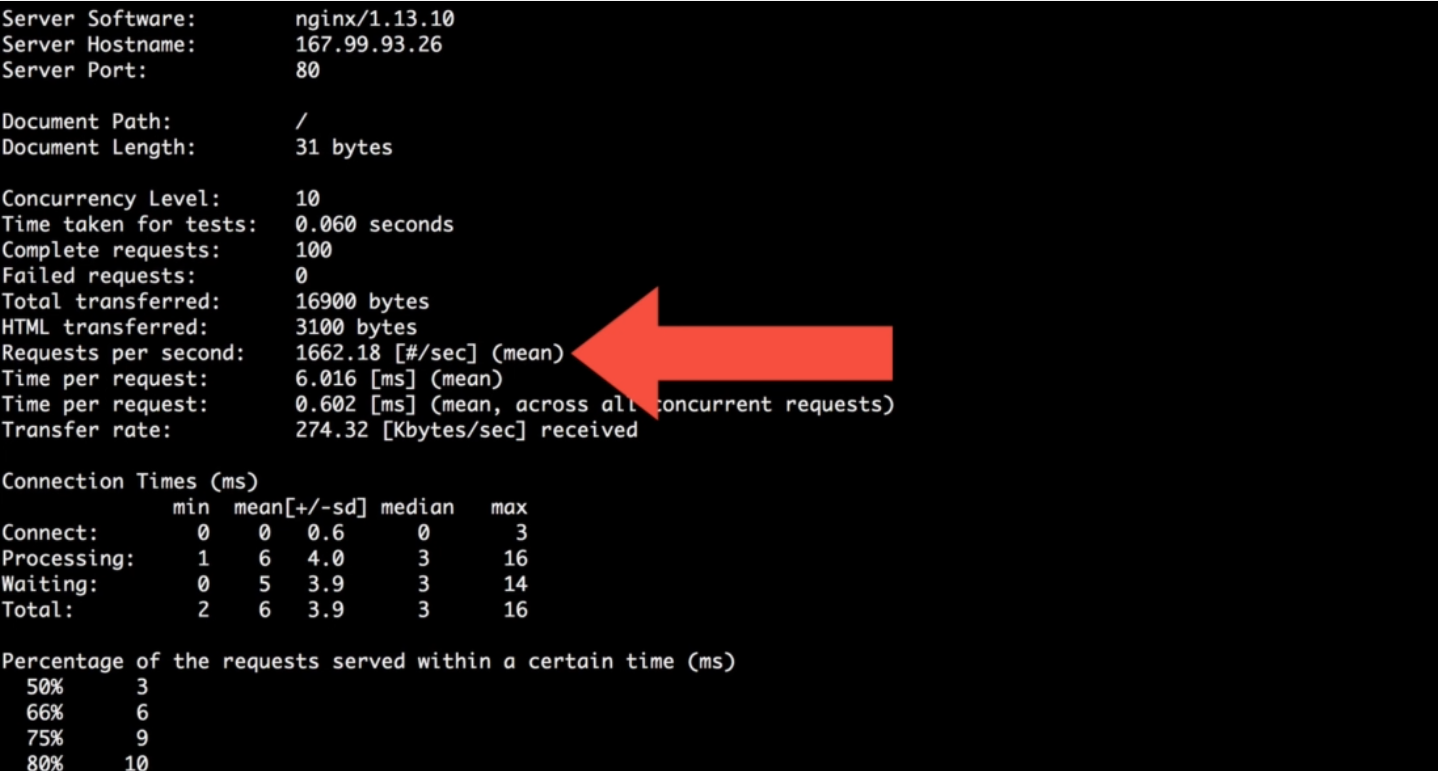 Server Software: nginx/1.13.10
Server Hostname: 167.99.93.26
Server Port: 80
Document Path: /
Document Length: 31 bytes
Concurrency Level: 10
Time taken for tests: 0.060 seconds
Complete requests: 100
Failed requests: 0
Total transferred: 16900 bytes
HTML transferred: 3100 bytes
Requests per second: 1662.18 [#/sec] (mean)
Time per request: 6.016 [ms] (mean)
Time per request: 0.602 [ms] (mean, across all concurrent requests)
Transfer rate: 274.32 [Kbytes/sec] received
Connection Times (ms)
min mean[+/-sd] median max
Connect: 0 0 0.6 0 3
Processing: 1 6 4.0 3 16
Waiting: 0 5 3.9 3 14
Total: 2 6 3.9 3 16
Percentage of the requests served within a certain time (ms)
50% 3
66% 6
75% 9
80% 10